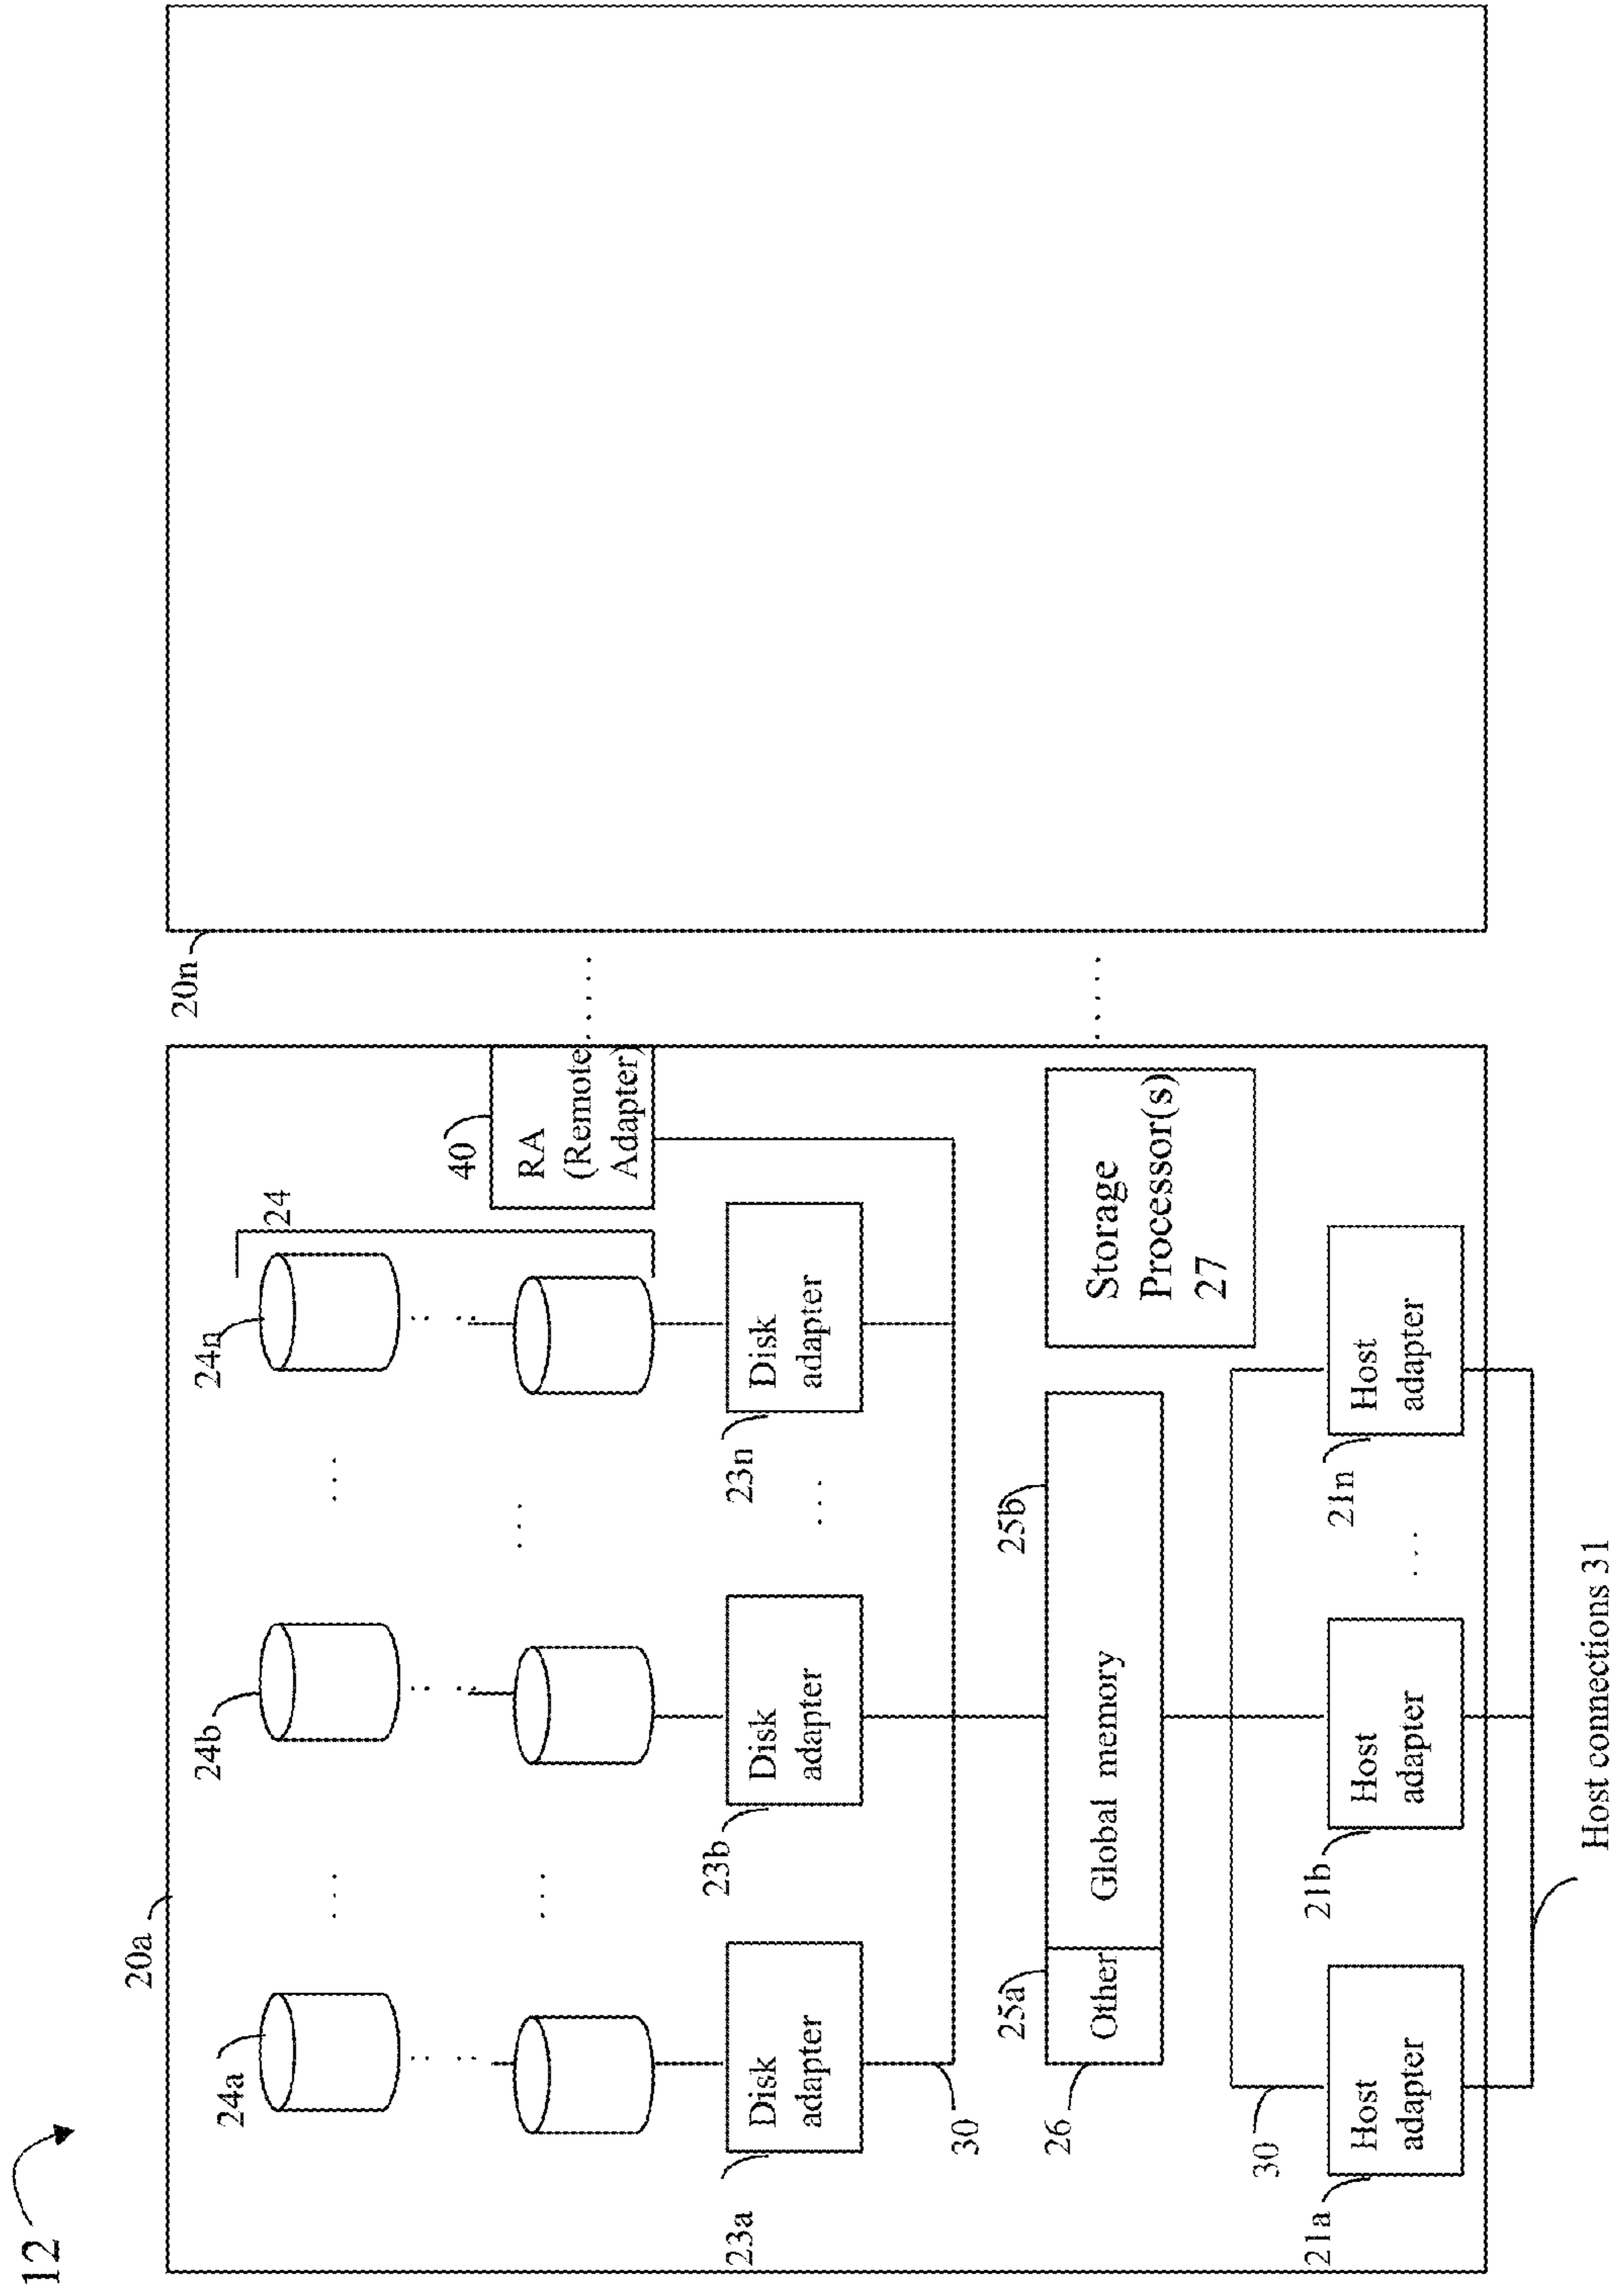 12
20a
20n
24a
24b
24n
24
40
RA
(Remote
Adapter)
23a
Disk
adapter
23b
Disk
adapter
23n
Disk
adapter
30
25a
25b
26
Other
Global memory
Storage
Processor(s)
27
30
21a
Host
adapter
21b
Host
adapter
21n
Host
adapter
Host connections 31